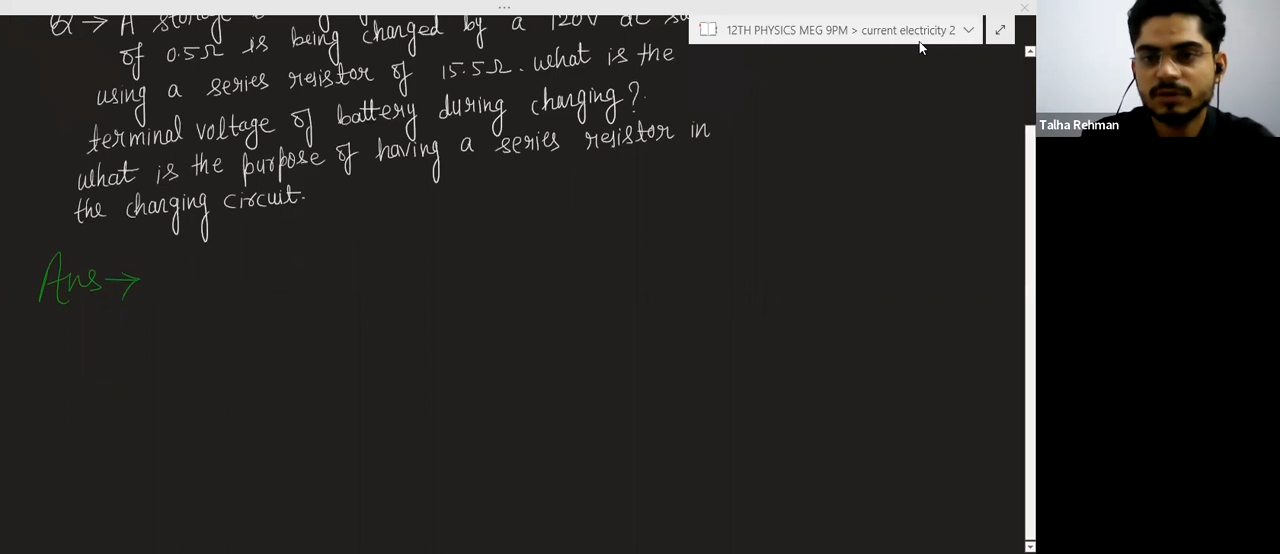 Q → A storage
of 0.5Ω is being charged by a 120V dc
using a series resistor of 15.5Ω. what is the
terminal voltage of battery during charging?
what is the purpose of having a series resistor in
the charging circuit.
Ans →
12TH PHYSICS MEG 9PM > current electricity 2
Talha Rehman